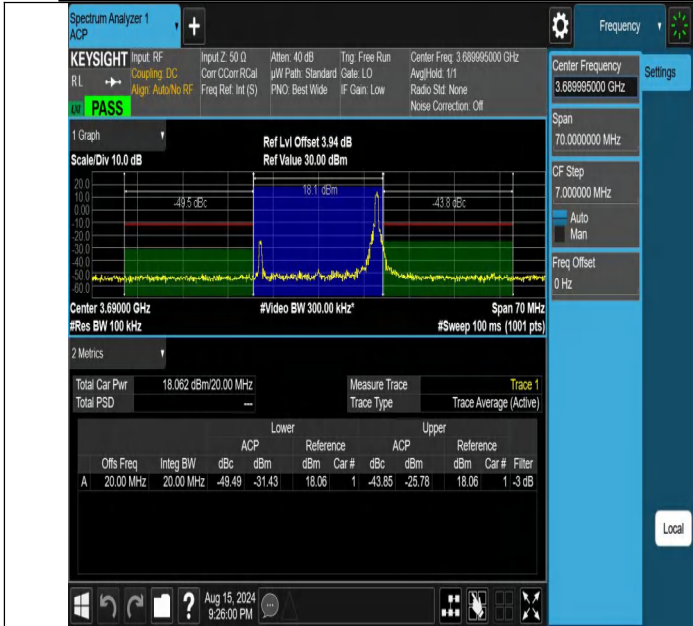 Spectrum Analyzer 1
ACP
+
Frequency
KEYSIGHT
RL
PASS
Input: RF
Coupling: DC
Align: Auto/No RF
Input Z: 50 Ω
Corr CCorr RCal
Freq Ref: Int (S)
Atten: 40 dB
µW Path: Standard
PNO: Best Wide
Trig: Free Run
Gate: LO
IF Gain: Low
Center Freq: 3.689995000 GHz
Avg|Hold: 1/1
Radio Std: None
Noise Correction: Off
Center Frequency
3.689995000 GHz
Settings
Span
70.0000000 MHz
CF Step
7.000000 MHz
Auto
Man
Freq Offset
0 Hz
1 Graph
Scale/Div 10.0 dB
Ref Lvl Offset 3.94 dB
Ref Value 30.00 dBm
20.0
10.0
0.00
-10.0
-20.0
-30.0
-40.0
-50.0
-60.0
-49.5 dBc
18.1 dBm
-43.8 dBc
Center 3.69000 GHz
#Video BW 300.00 kHz*
Span 70 MHz
#Res BW 100 kHz
#Sweep 100 ms (1001 pts)
2 Metrics
Total Car Pwr 18.062 dBm/20.00 MHz
Total PSD ---
Measure Trace Trace 1
Trace Type Trace Average (Active)
Lower Upper
ACP Reference ACP Reference
Offs Freq Integ BW dBc dBm dBm Car # dBc dBm dBm Car # Filter
A 20.00 MHz 20.00 MHz -49.49 -31.43 18.06 1 -43.85 -25.78 18.06 1 -3 dB
Local
?
Aug 15, 2024
9:26:00 PM